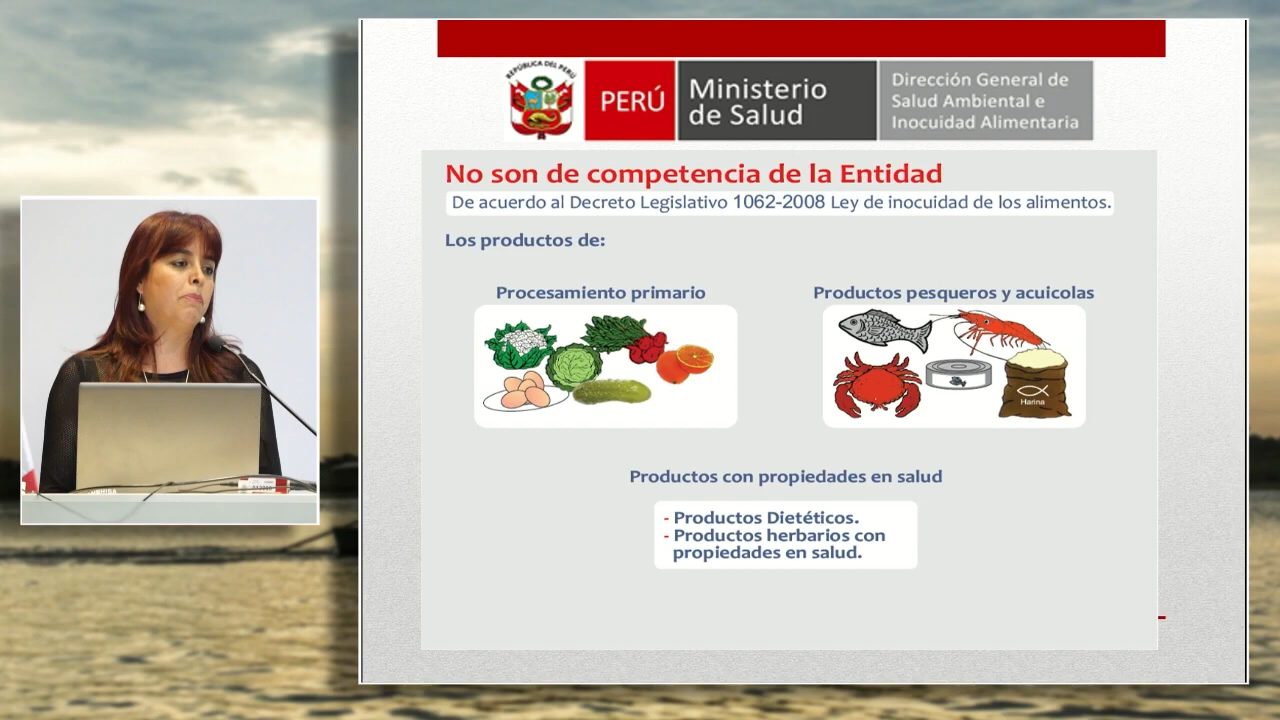 REPÚBLICA DEL PERÚ
PERÚ
Ministerio
de Salud
Dirección General de
Salud Ambiental e
Inocuidad Alimentaria
No son de competencia de la Entidad
De acuerdo al Decreto Legislativo 1062-2008 Ley de inocuidad de los alimentos.
Los productos de:
Procesamiento primario
Productos pesqueros y acuicolas
Harina
Productos con propiedades en salud
- Productos Dietéticos.
- Productos herbarios con
propiedades en salud.